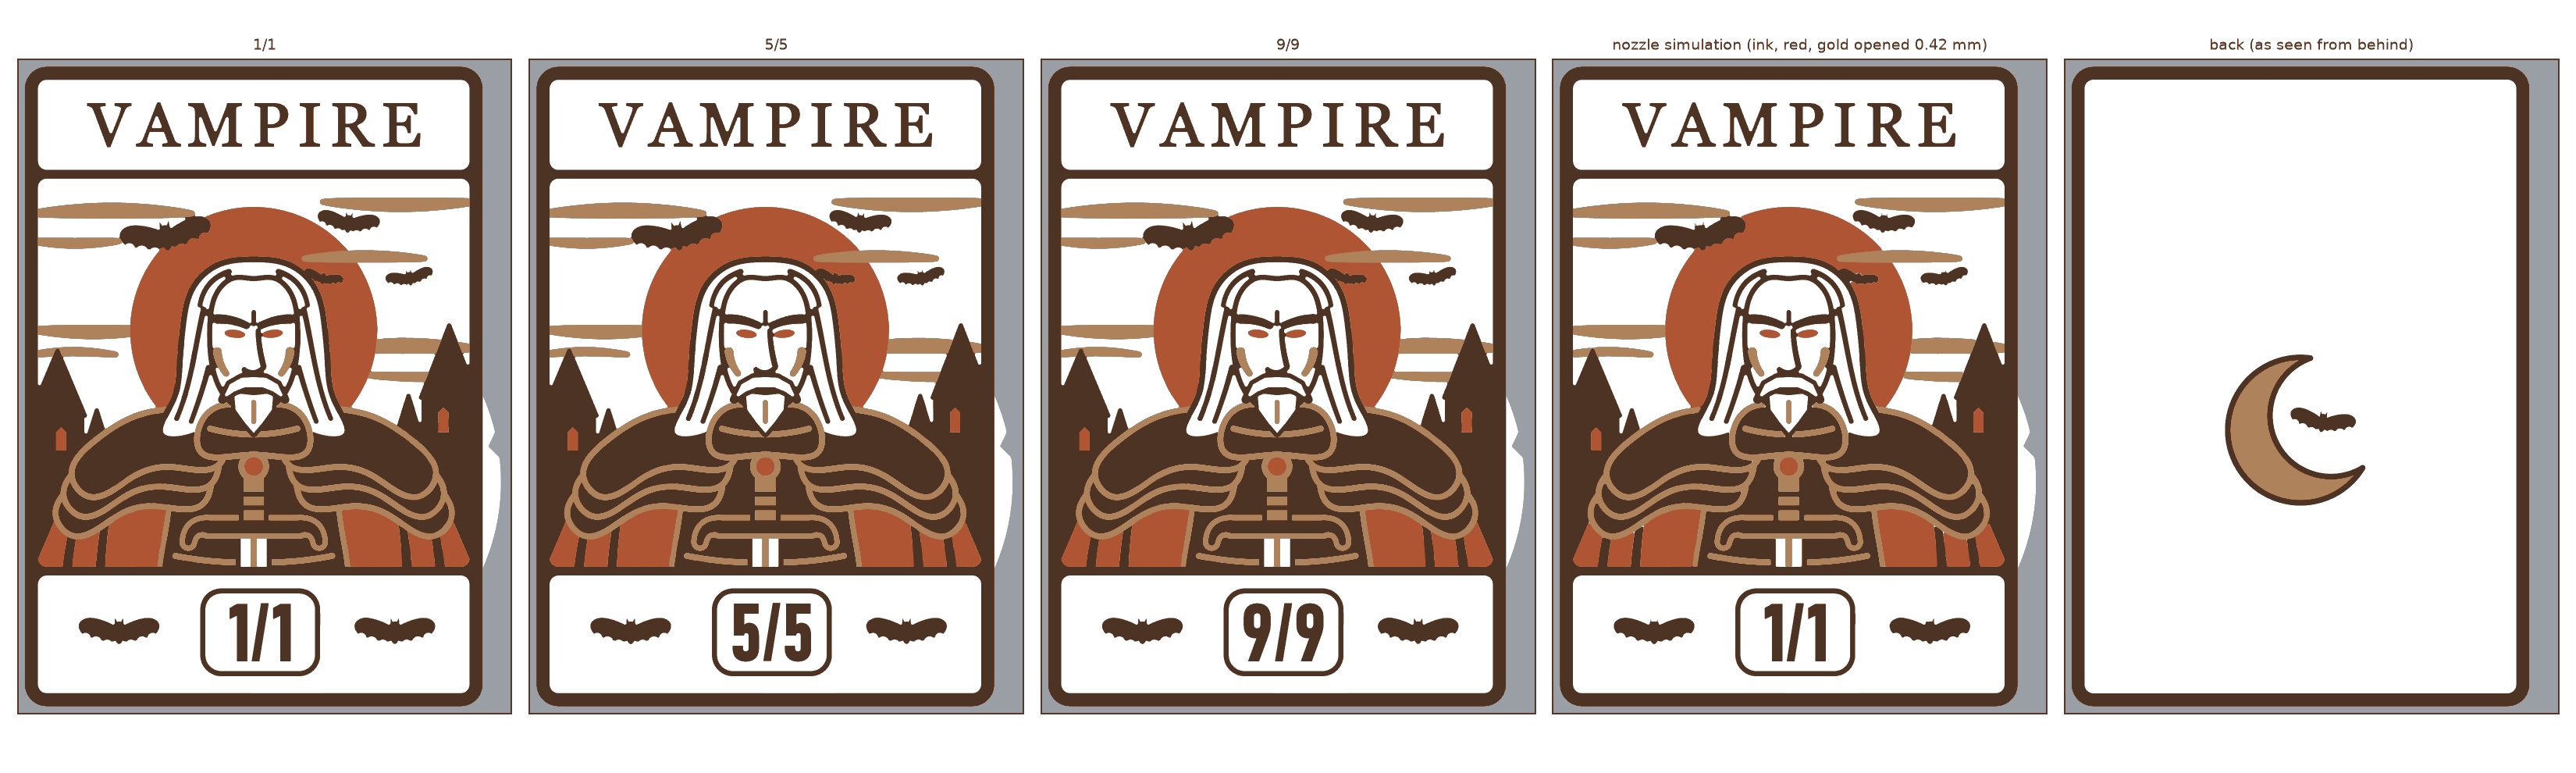 1/1
5/5
9/9
nozzle simulation (ink, red, gold opened 0.42 mm)
back (as seen from behind)
VAMPIRE
VAMPIRE
VAMPIRE
VAMPIRE
1/1
5/5
9/9
1/1